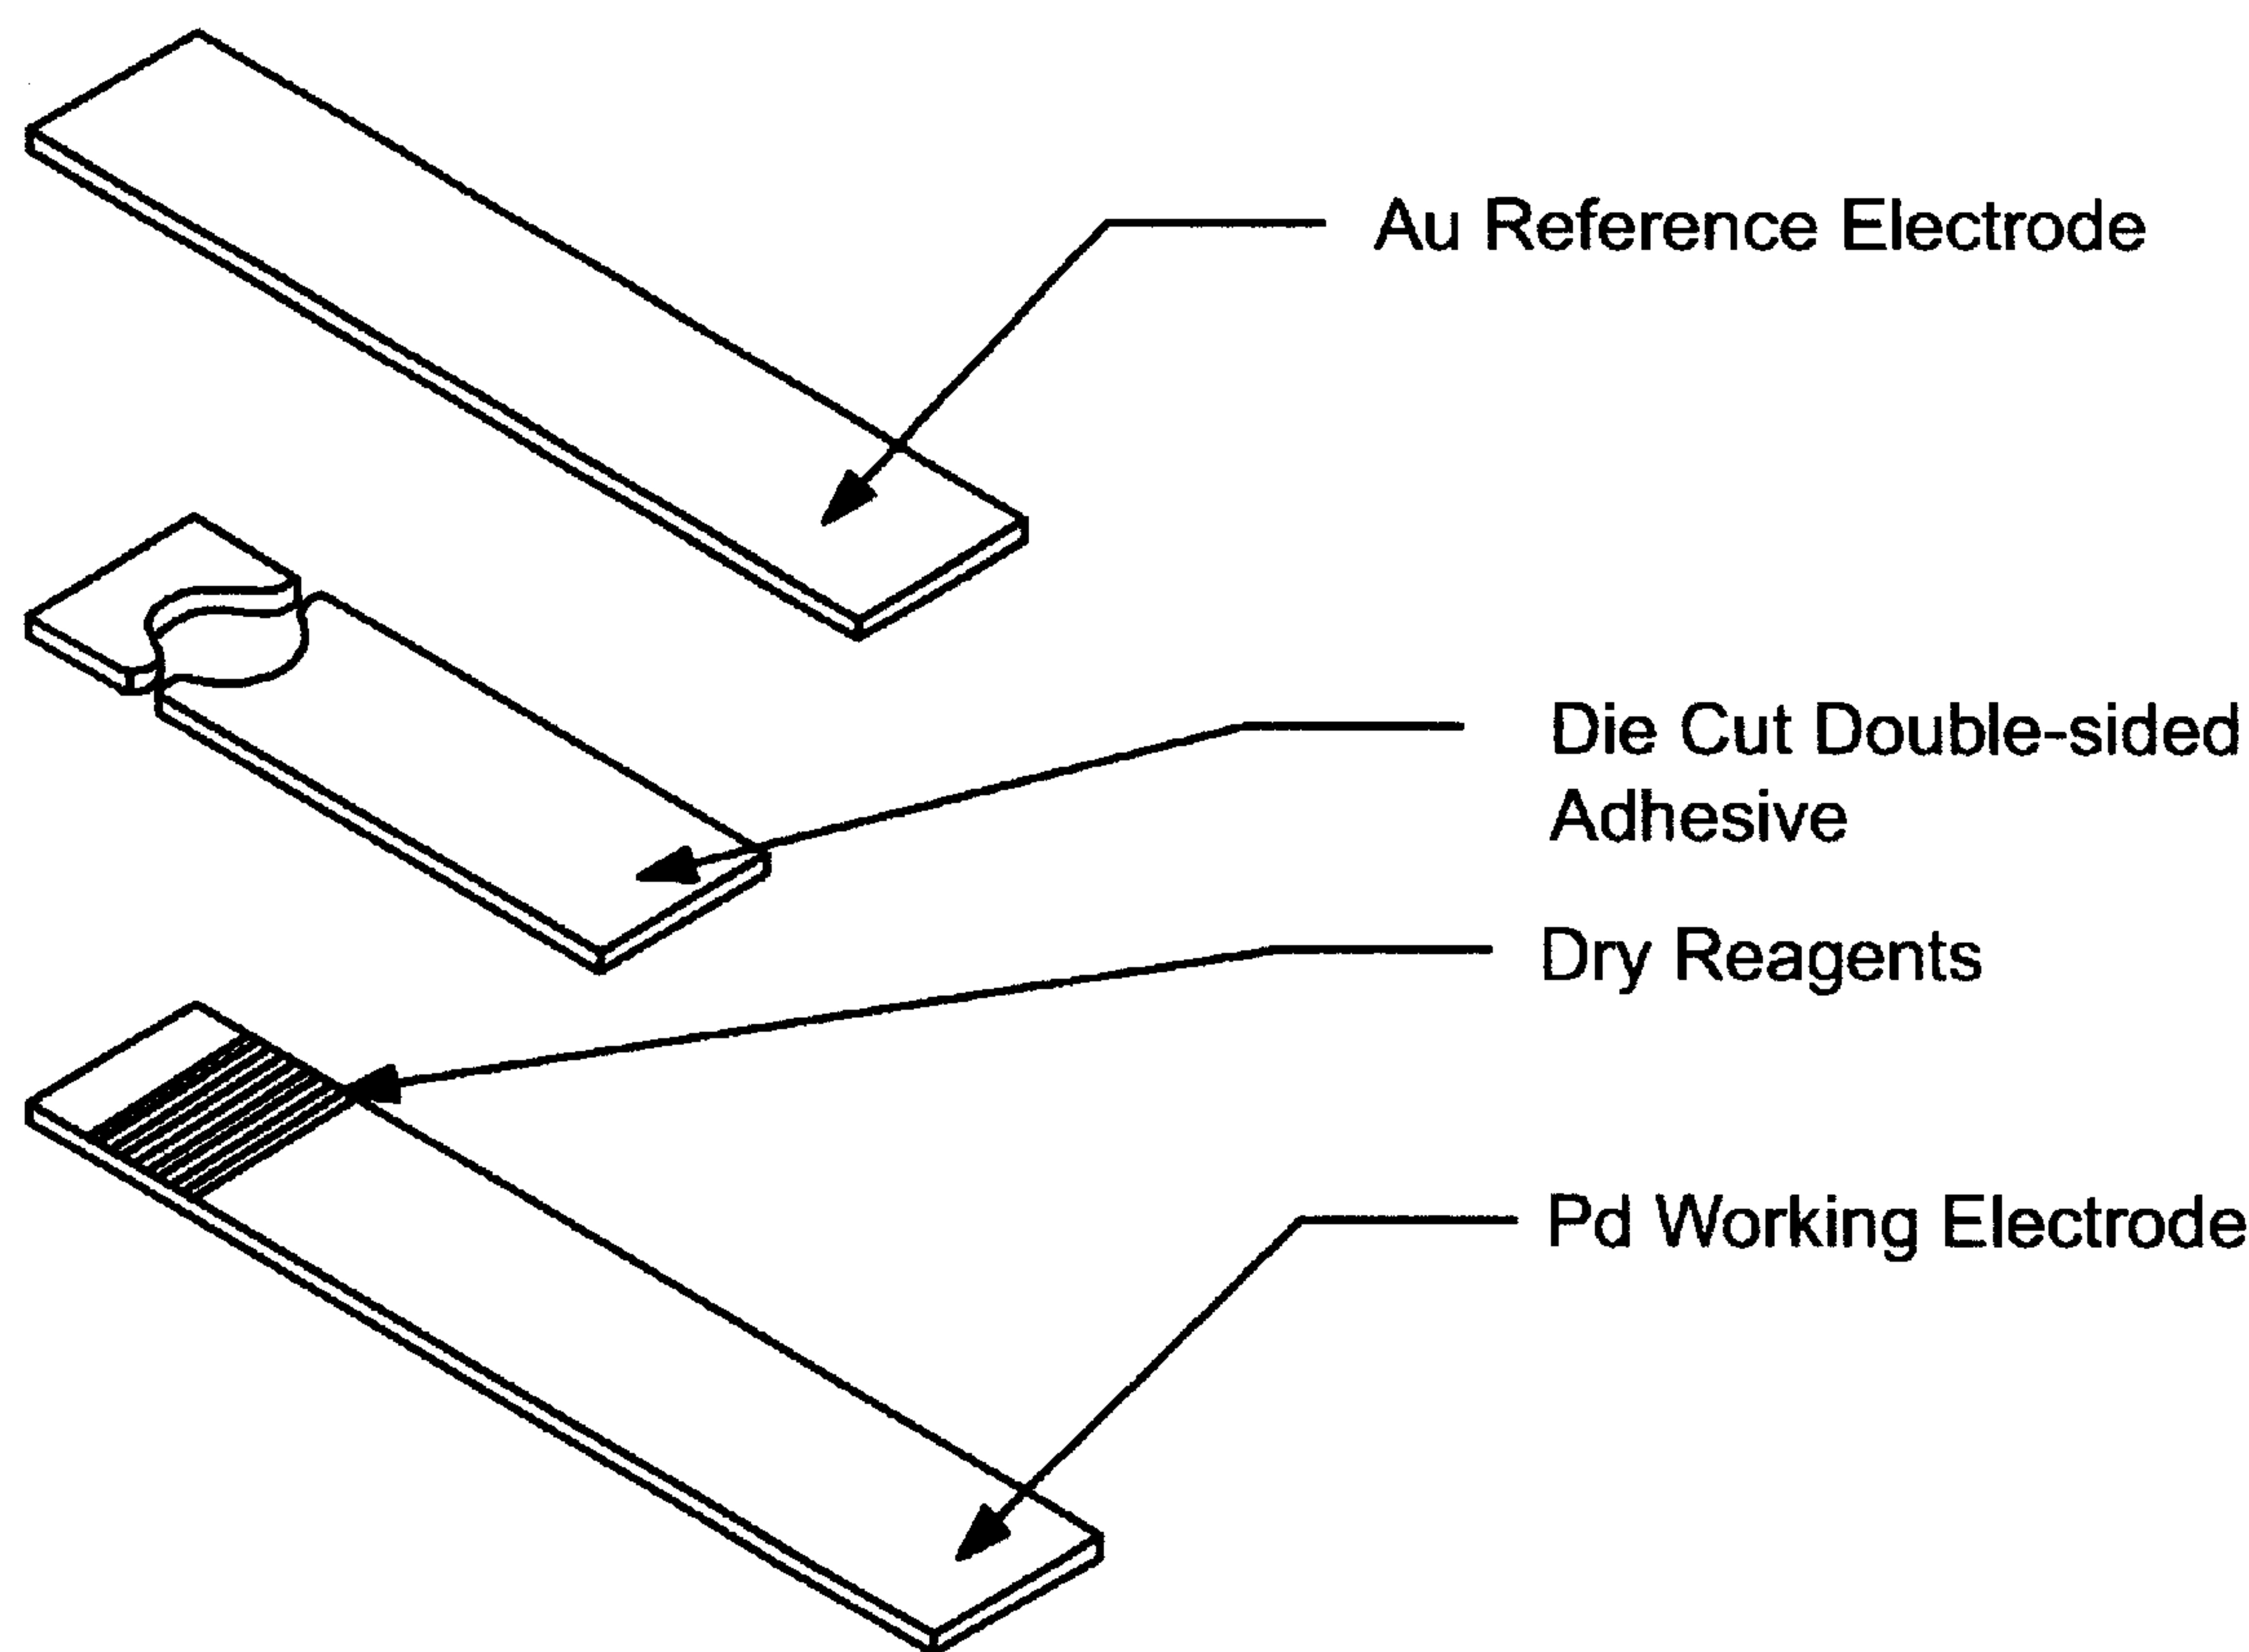 Au Reference Electrode
Die Cut Double-sided
Adhesive
Dry Reagents
Pd Working Electrode